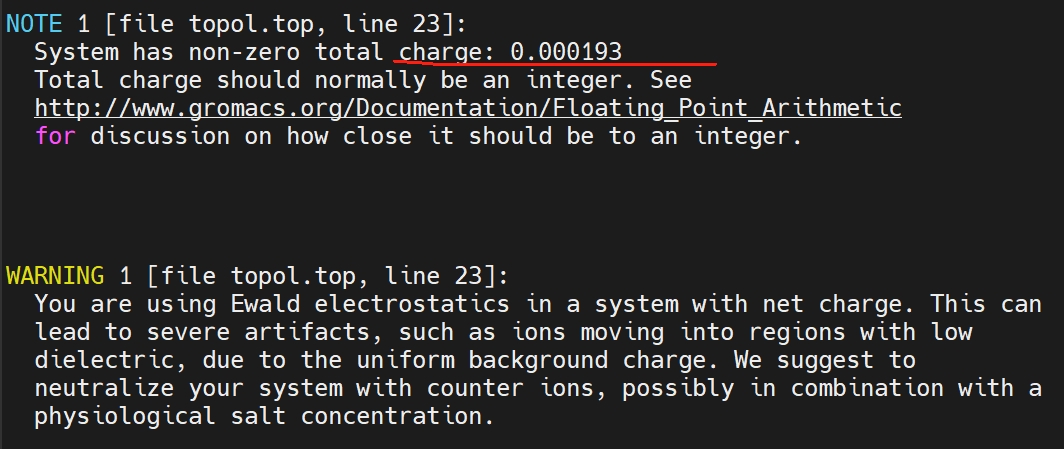 NOTE 1 [file topol.top, line 23]:
System has non-zero total charge: 0.000193
Total charge should normally be an integer. See
http://www.gromacs.org/Documentation/Floating_Point_Arithmetic
for discussion on how close it should be to an integer.
WARNING 1 [file topol.top, line 23]:
You are using Ewald electrostatics in a system with net charge. This can
lead to severe artifacts, such as ions moving into regions with low
dielectric, due to the uniform background charge. We suggest to
neutralize your system with counter ions, possibly in combination with a
physiological salt concentration.